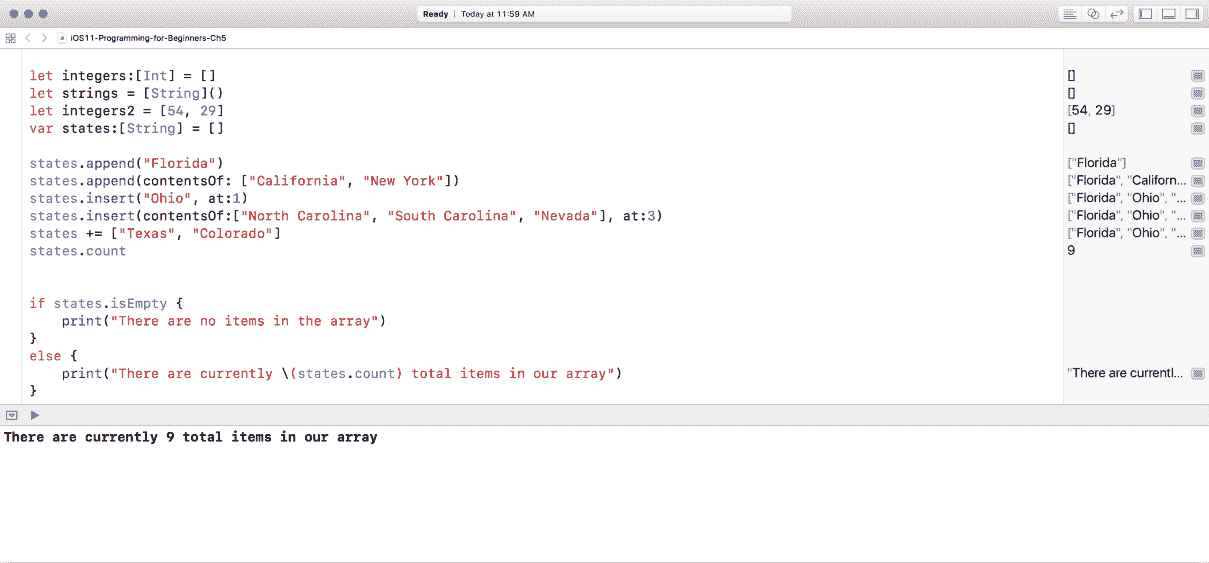 Ready | Today at 11:59 AM
iOS11-Programming-for-Beginners-Ch5
let integers:[Int] = [] []
let strings = [String]() []
let integers2 = [54, 29] [54, 29]
var states:[String] = [] []
states.append("Florida") ["Florida"]
states.append(contentsOf: ["California", "New York"]) ["Florida", "Californ...
states.insert("Ohio", at:1) ["Florida", "Ohio", "...
states.insert(contentsOf:["North Carolina", "South Carolina", "Nevada"], at:3) ["Florida", "Ohio", "...
states += ["Texas", "Colorado"] ["Florida", "Ohio", "...
states.count 9
if states.isEmpty {
print("There are no items in the array")
}
else {
print("There are currently \(states.count) total items in our array") "There are currentl...
}
There are currently 9 total items in our array